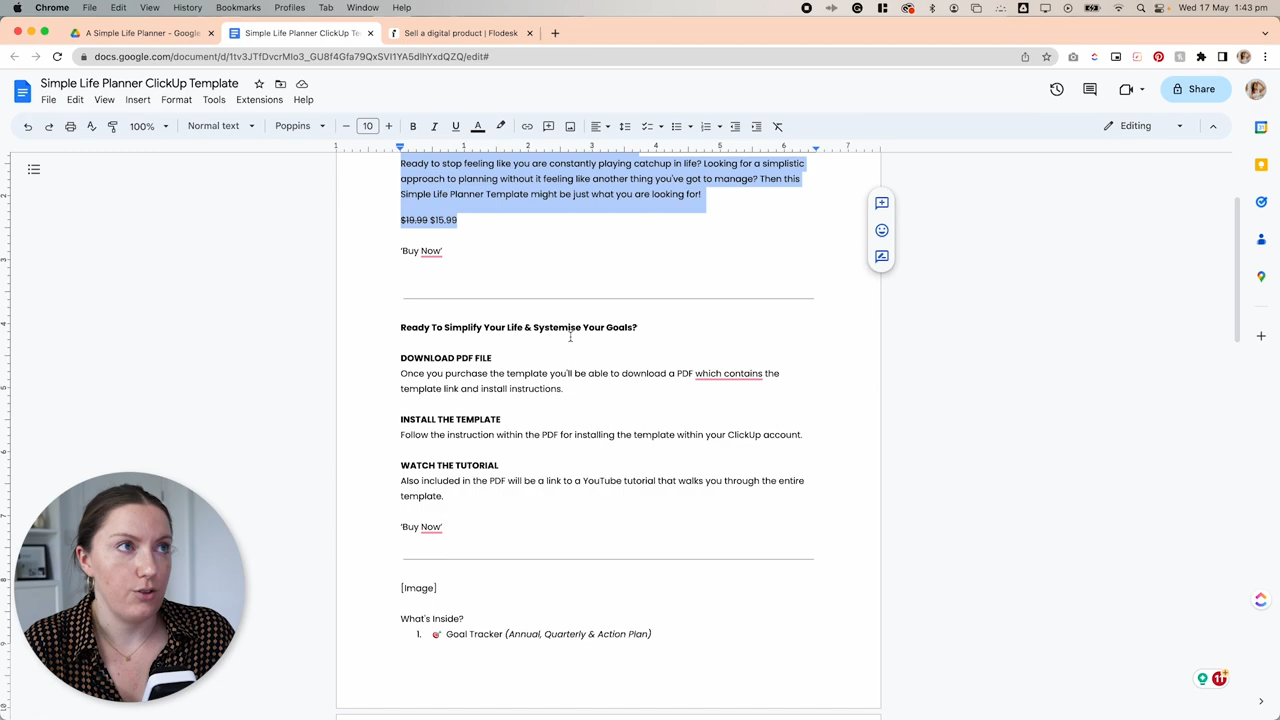 Chrome File Edit View History Bookmarks Profiles Tab Window Help Wed 17 May 1:43 pm
A Simple Life Planner - Google Simple Life Planner ClickUp Te Sell a digital product | Flodesk
docs.google.com/document/d/1tv3JTfDvcrMlo3_GU8f4Gfa79QxSVI1YA5dlhYxdQZQ/edit#
Simple Life Planner ClickUp Template
File Edit View Insert Format Tools Extensions Help
Share
100% Normal text Poppins 10 Editing
1 1 2 3 4 5 6 7
Ready to stop feeling like you are constantly playing catchup in life? Looking for a simplistic
approach to planning without it feeling like another thing you've got to manage? Then this
Simple Life Planner Template might be just what you are looking for!
$19.99 $15.99
'Buy Now'
Ready To Simplify Your Life & Systemise Your Goals?
DOWNLOAD PDF FILE
Once you purchase the template you'll be able to download a PDF which contains the
template link and install instructions.
INSTALL THE TEMPLATE
Follow the instruction within the PDF for installing the template within your ClickUp account.
WATCH THE TUTORIAL
Also included in the PDF will be a link to a YouTube tutorial that walks you through the entire
template.
'Buy Now'
[Image]
What's Inside?
1. 🎯 Goal Tracker (Annual, Quarterly & Action Plan)